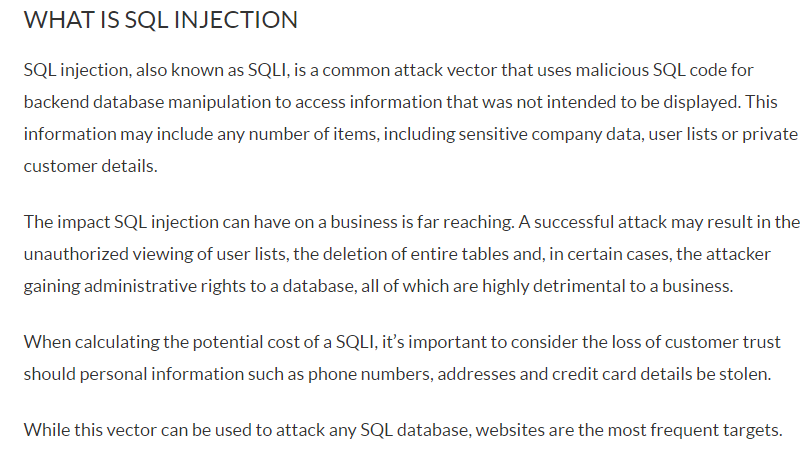 WHAT IS SQL INJECTION
SQL injection, also known as SQLI, is a common attack vector that uses malicious SQL code for
backend database manipulation to access information that was not intended to be displayed. This
information may include any number of items, including sensitive company data, user lists or private
customer details.
The impact SQL injection can have on a business is far reaching. A successful attack may result in the
unauthorized viewing of user lists, the deletion of entire tables and, in certain cases, the attacker
gaining administrative rights to a database, all of which are highly detrimental to a business.
When calculating the potential cost of a SQLI, it’s important to consider the loss of customer trust
should personal information such as phone numbers, addresses and credit card details be stolen.
While this vector can be used to attack any SQL database, websites are the most frequent targets.